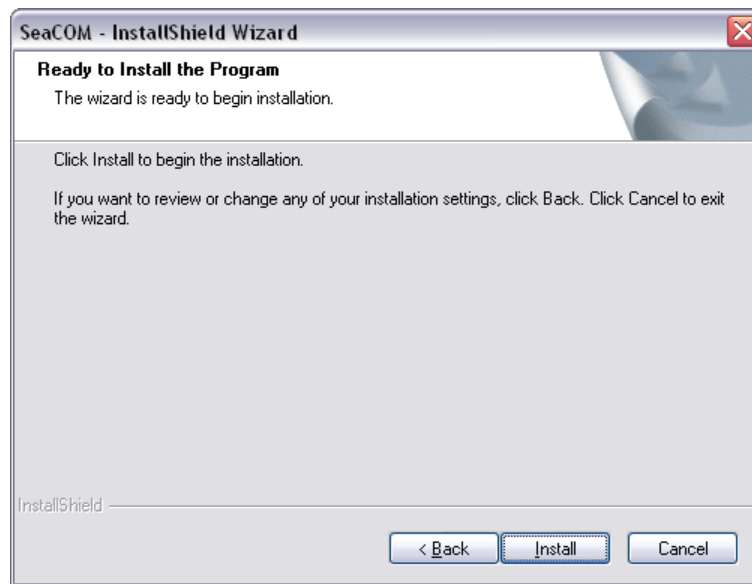 SeaCOM - InstallShield Wizard
Ready to Install the Program
The wizard is ready to begin installation.
Click Install to begin the installation.
If you want to review or change any of your installation settings, click Back. Click Cancel to exit
the wizard.
InstallShield
< Back Install Cancel